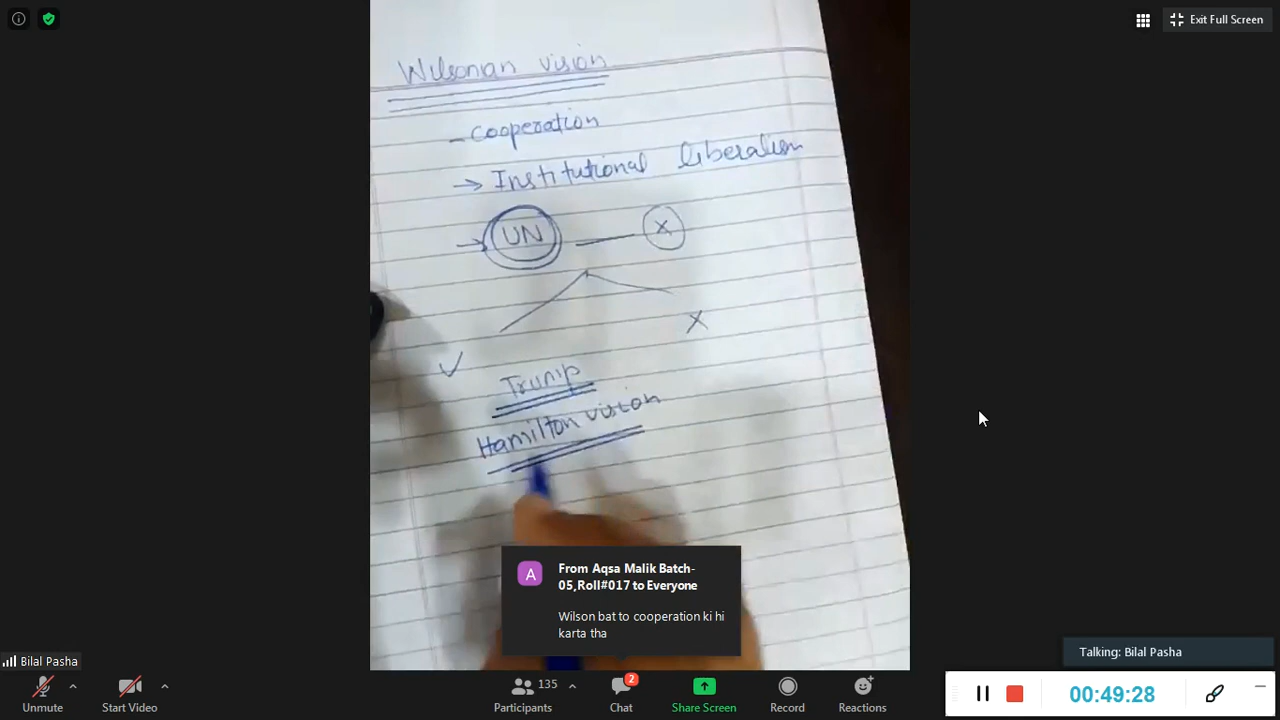 Exit Full Screen
Wilsonan vision
- Cooperation
→ Institutional liberalism
→ UN — X
X
✓
Trump
Hamilton vision
A
From Aqsa Malik Batch-
05,Roll#017 to Everyone
Wilson bat to cooperation ki hi
karta tha
Bilal Pasha
Talking: Bilal Pasha
Unmute
Start Video
135
Participants
2
Chat
Share Screen
Record
Reactions
00:49:28